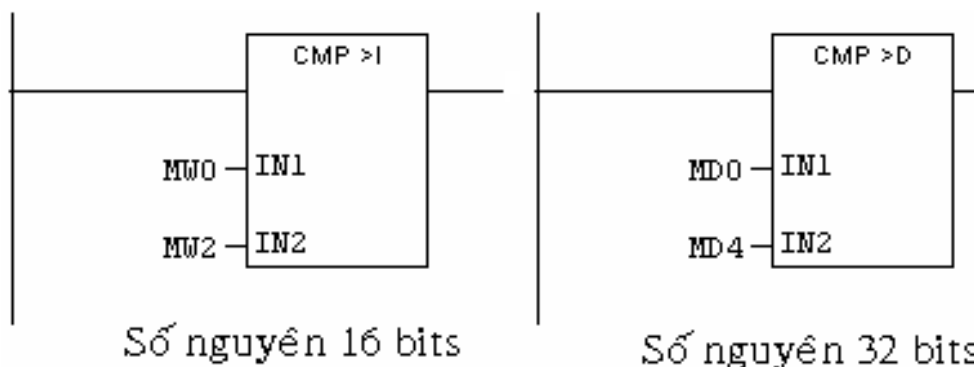 CMP >I
MW0
IN1
MW2
IN2
Số nguyên 16 bits
CMP >D
MD0
IN1
MD4
IN2
Số nguyên 32 bits